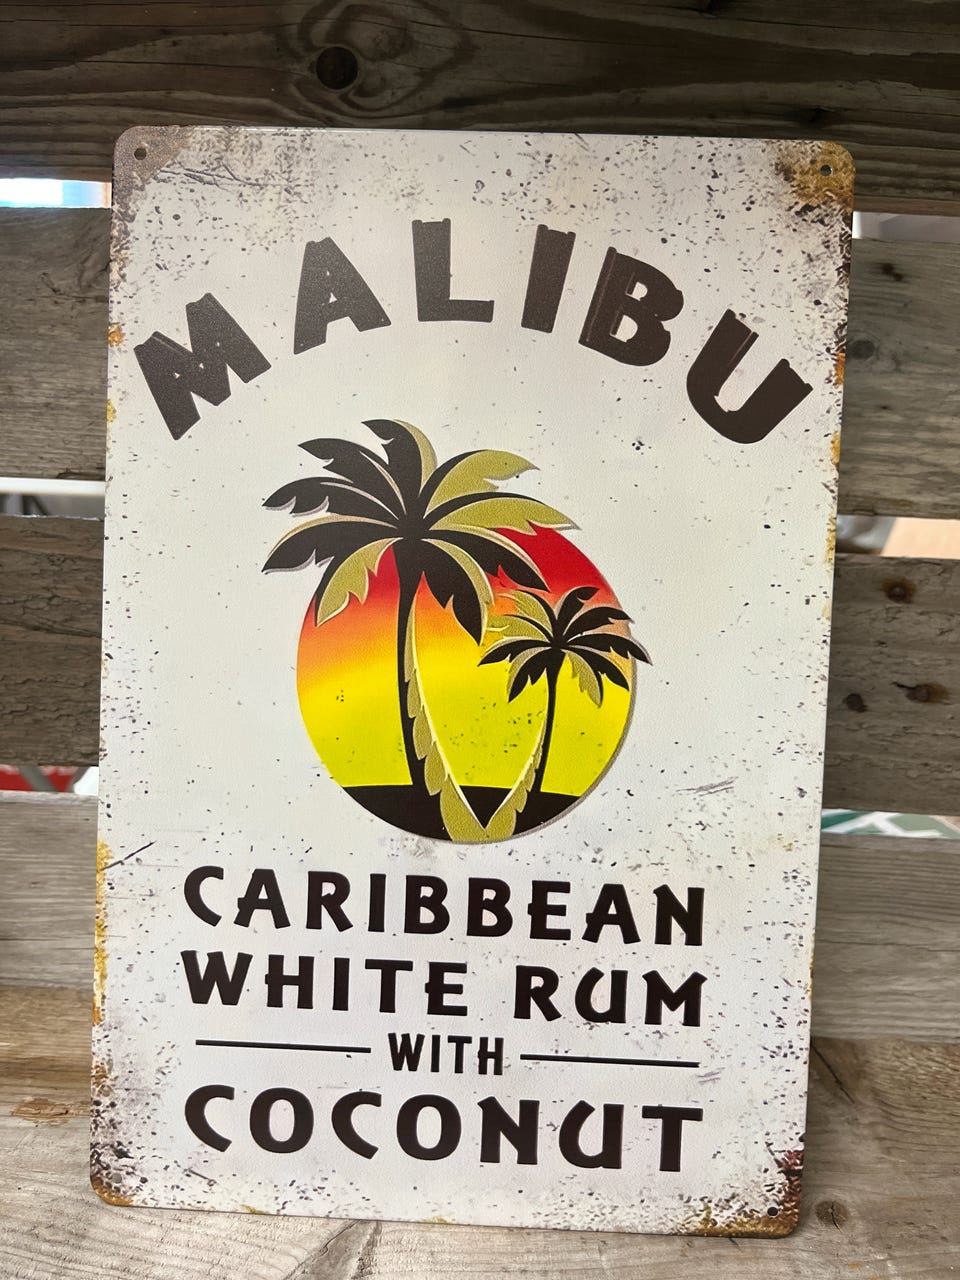 MALIBU
CARIBBEAN
WHITE RUM
WITH
COCONUT